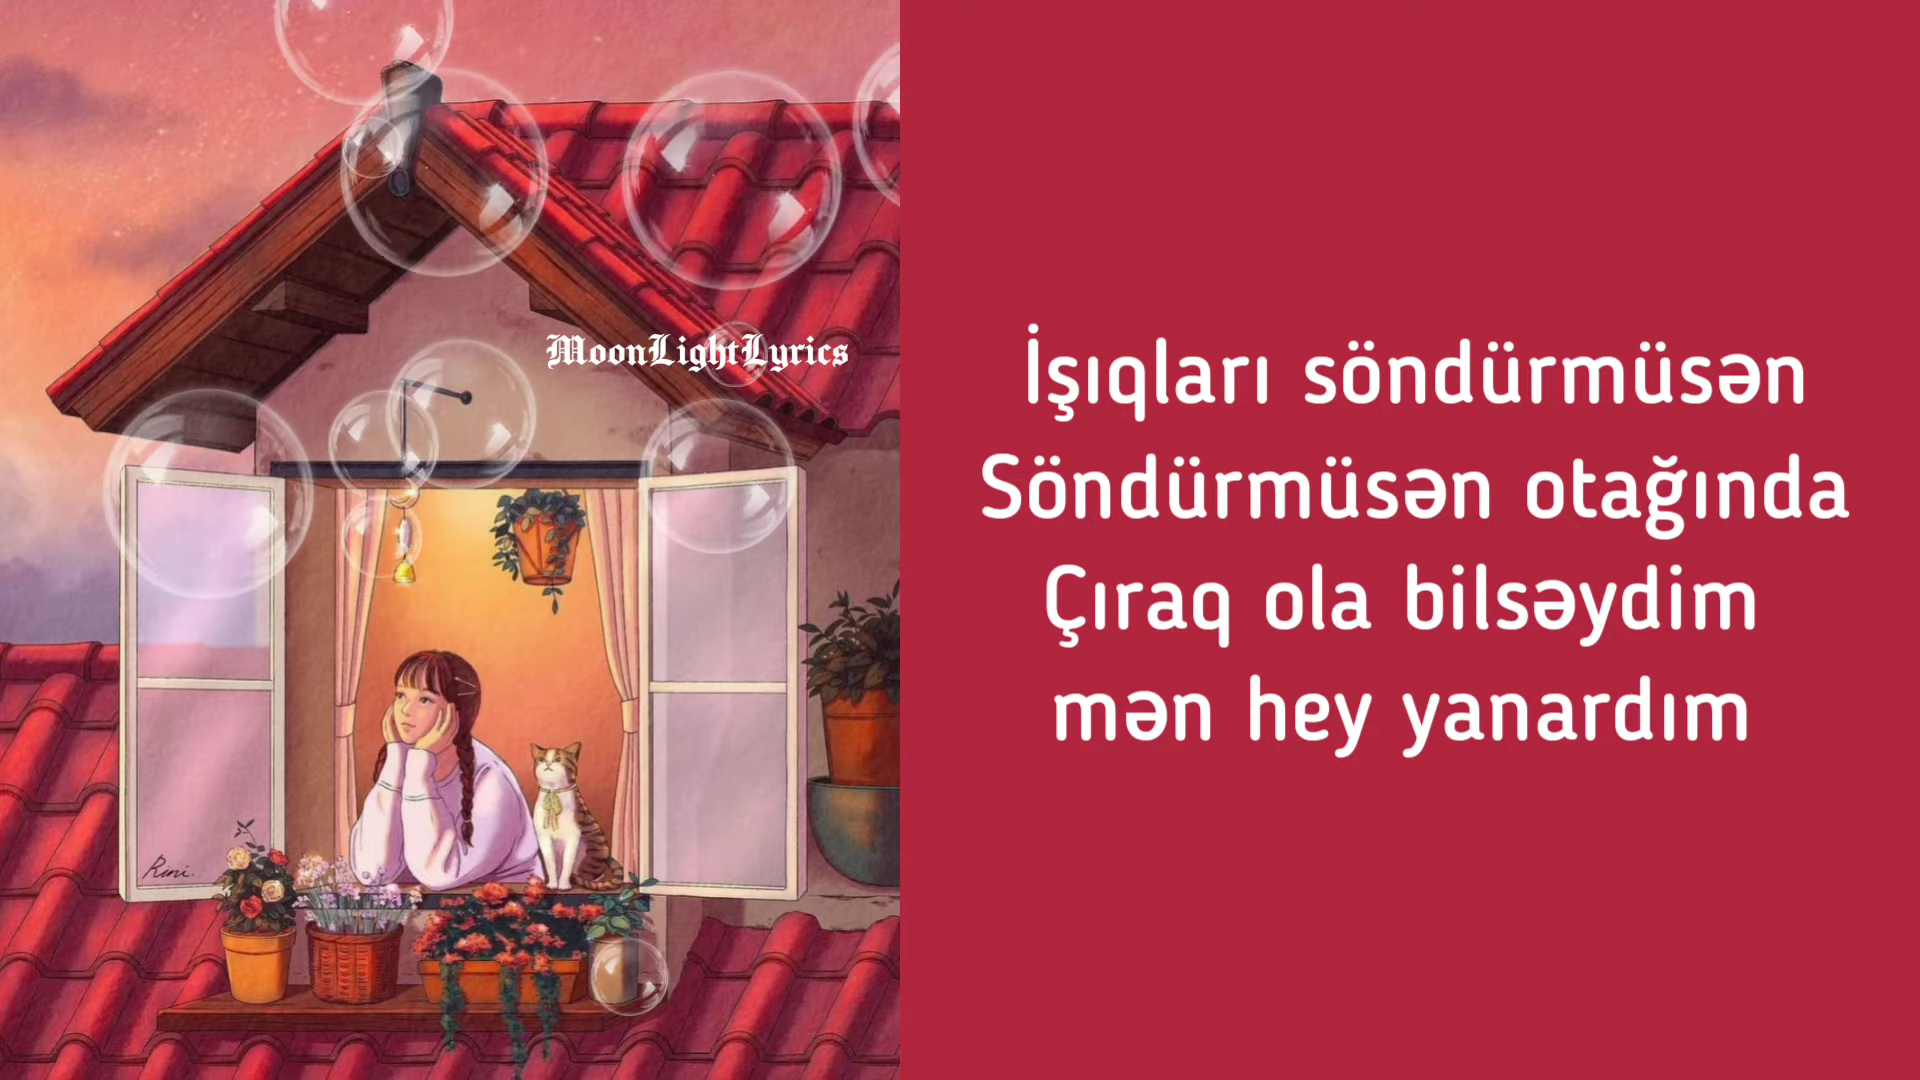 MoonLightLyrics
Rini.
İşıqları söndürmüsən
Söndürmüsən otağında
Çıraq ola bilsəydim
mən hey yanardım